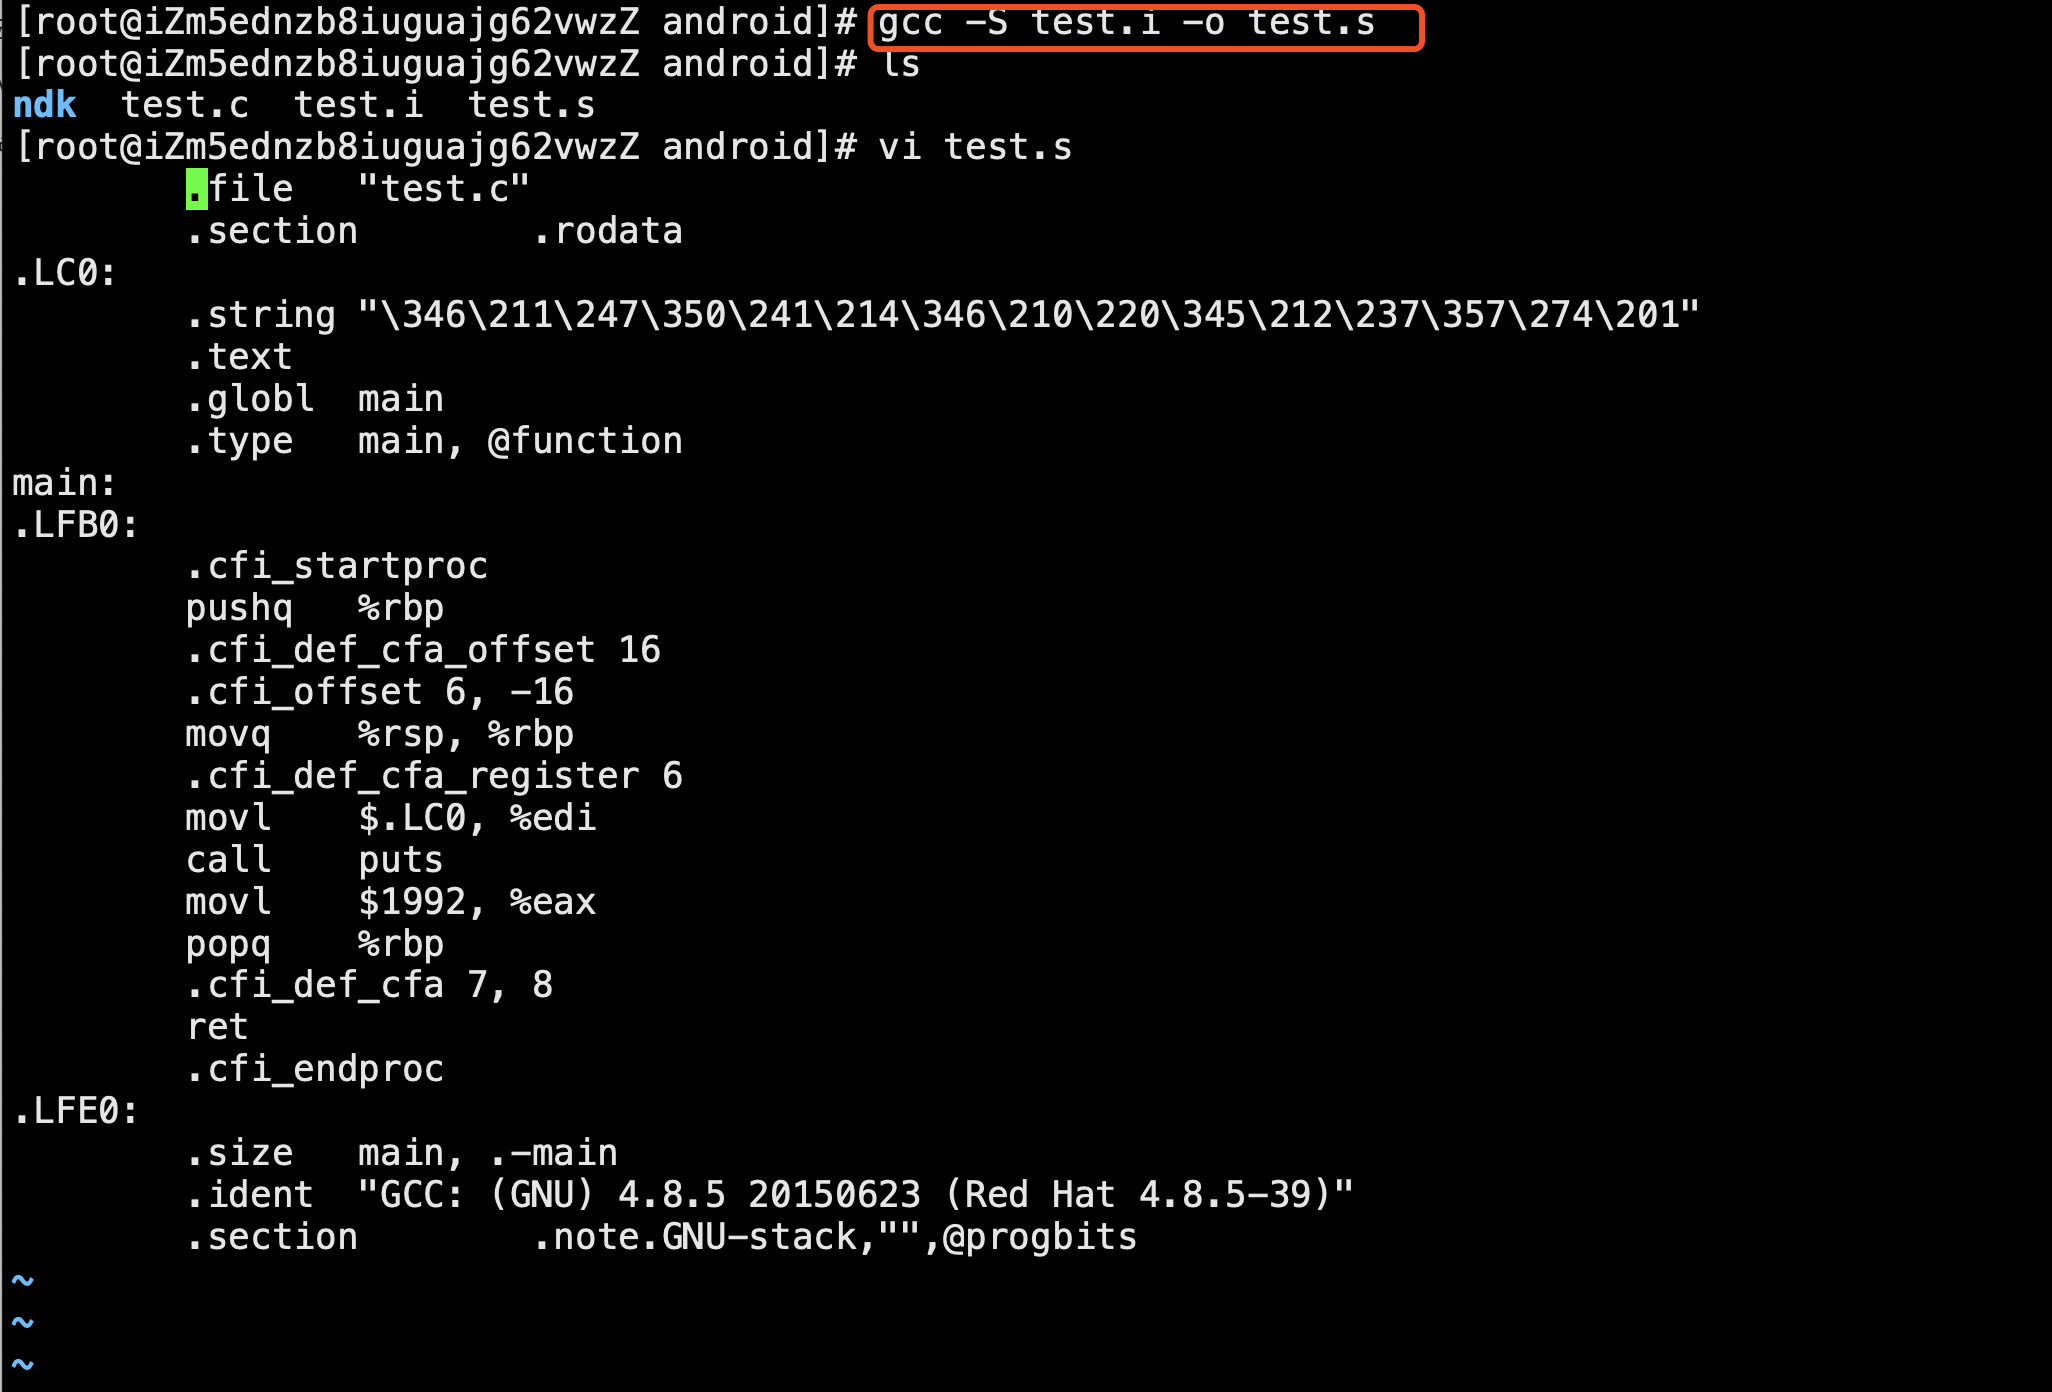 [root@iZm5ednzb8iuguajg62vwzZ android]# gcc -S test.i -o test.s
[root@iZm5ednzb8iuguajg62vwzZ android]# ls
ndk  test.c  test.i  test.s
[root@iZm5ednzb8iuguajg62vwzZ android]# vi test.s
        .file   "test.c"
        .section        .rodata
.LC0:
        .string "\346\211\247\350\241\214\346\210\220\345\212\237\357\274\201"
        .text
        .globl  main
        .type   main, @function
main:
.LFB0:
        .cfi_startproc
        pushq   %rbp
        .cfi_def_cfa_offset 16
        .cfi_offset 6, -16
        movq    %rsp, %rbp
        .cfi_def_cfa_register 6
        movl    $.LC0, %edi
        call    puts
        movl    $1992, %eax
        popq    %rbp
        .cfi_def_cfa 7, 8
        ret
        .cfi_endproc
.LFE0:
        .size   main, .-main
        .ident  "GCC: (GNU) 4.8.5 20150623 (Red Hat 4.8.5-39)"
        .section        .note.GNU-stack,"",@progbits
~
~
~